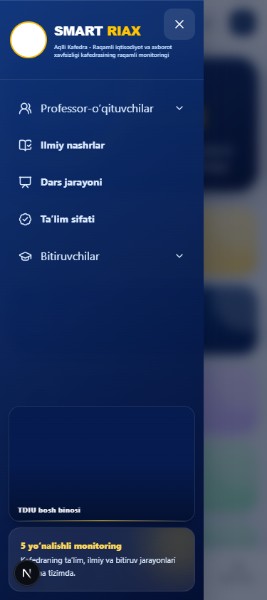 SMART RIAX
Aqlli Kafedra - Raqamli iqtisodiyot va axborot
xavfsizligi kafedrasining raqamli monitoringi
Professor-o'qituvchilar
Ilmiy nashrlar
Dars jarayoni
Ta'lim sifati
Bitiruvchilar
TDIU bosh binosi
5 yo'nalishli monitoring
Kafedraning ta'lim, ilmiy va bitiruv jarayonlari
tizimda.
N